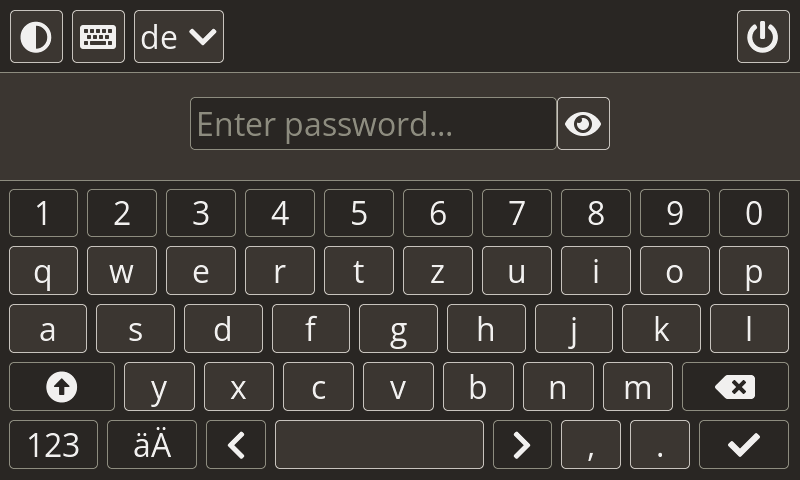 de
Enter password...
1 2 3 4 5 6 7 8 9 0
q w e r t z u i o p
a s d f g h j k l
y x c v b n m
123 äÄ , .